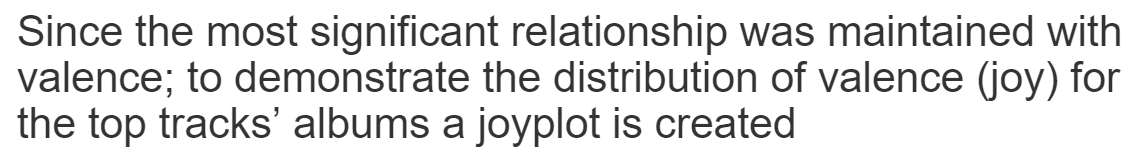 Since the most significant relationship was maintained with
valence; to demonstrate the distribution of valence (joy) for
the top tracks’ albums a joyplot is created